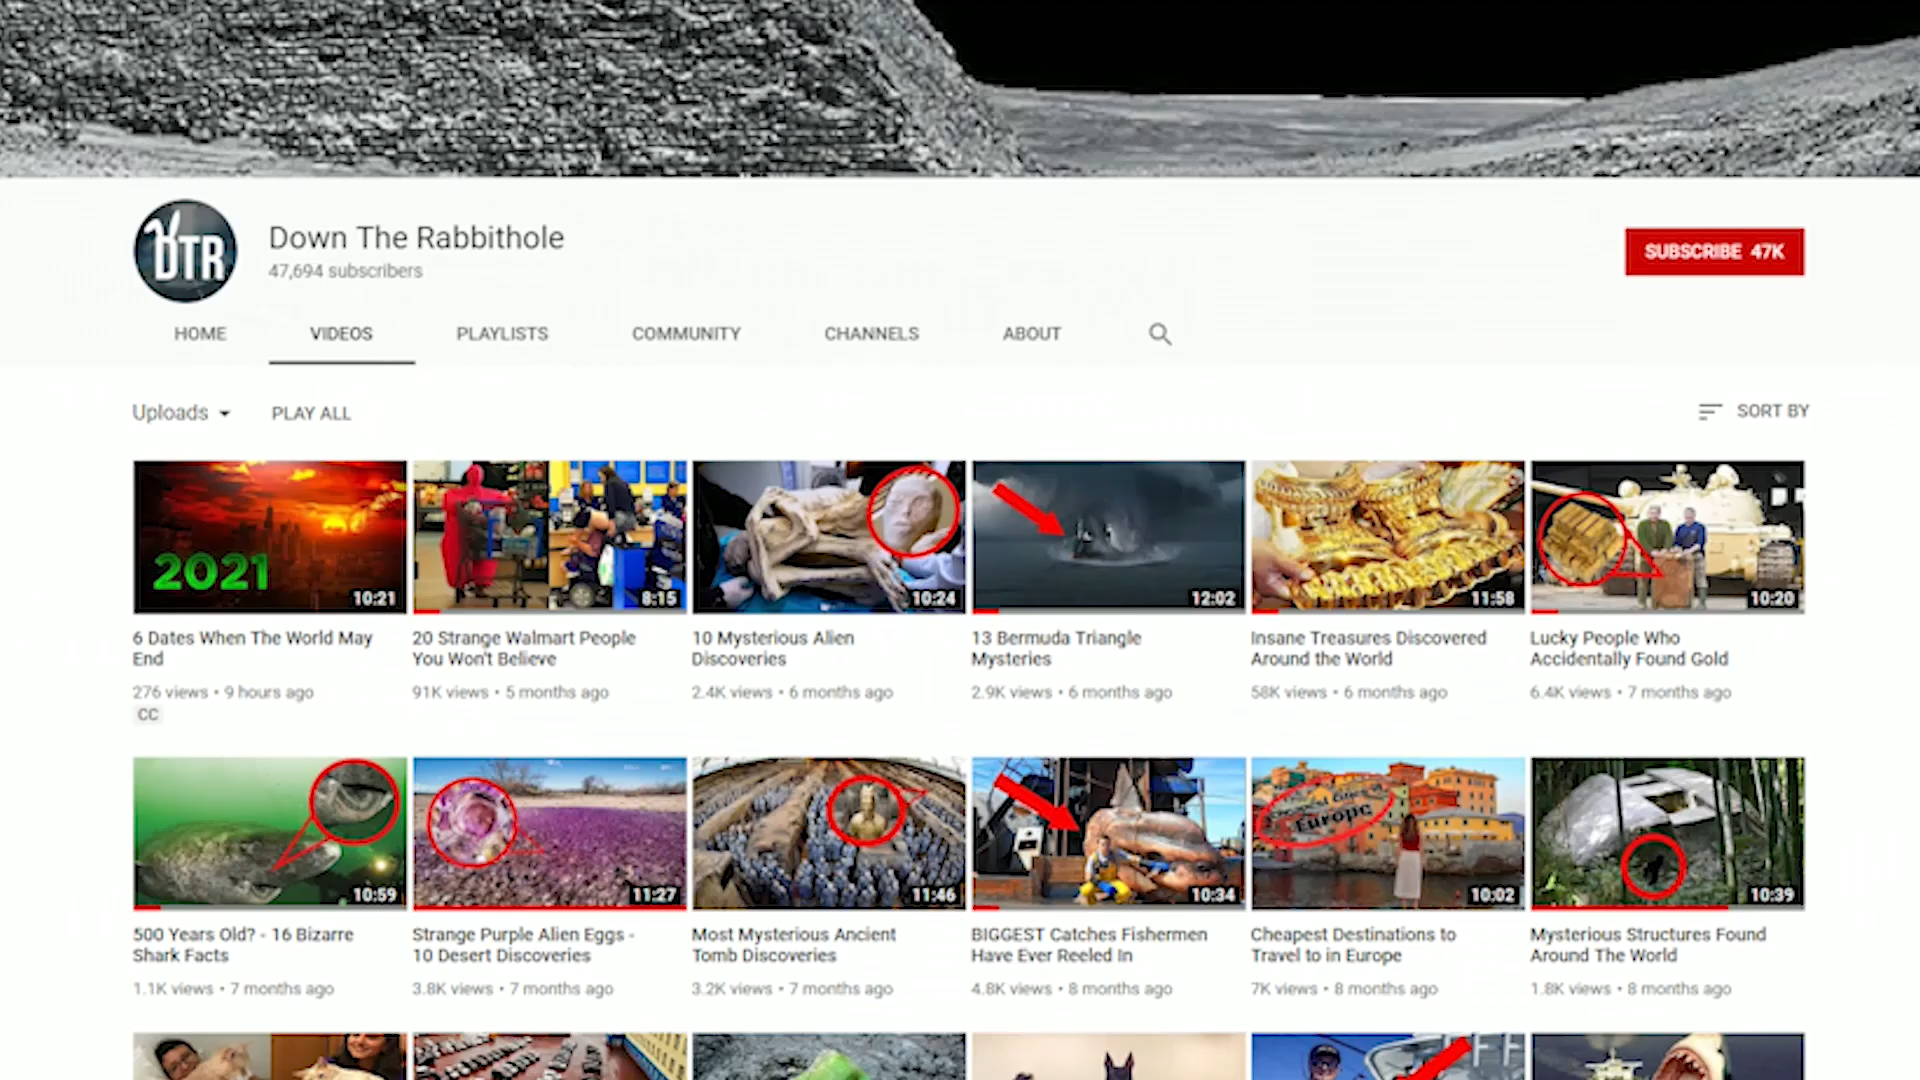 DTR
Down The Rabbithole
47,694 subscribers
SUBSCRIBE 47K
HOME
VIDEOS
PLAYLISTS
COMMUNITY
CHANNELS
ABOUT
Uploads
PLAY ALL
SORT BY
2021
10:21
8:15
10:24
12:02
11:58
10:20
6 Dates When The World May
End
276 views • 9 hours ago
CC
20 Strange Walmart People
You Won't Believe
91K views • 5 months ago
10 Mysterious Alien
Discoveries
2.4K views • 6 months ago
13 Bermuda Triangle
Mysteries
2.9K views • 6 months ago
Insane Treasures Discovered
Around the World
58K views • 6 months ago
Lucky People Who
Accidentally Found Gold
6.4K views • 7 months ago
10:59
11:27
11:46
10:34
Cheapest Cities in
Europe
10:02
10:39
500 Years Old? - 16 Bizarre
Shark Facts
1.1K views • 7 months ago
Strange Purple Alien Eggs -
10 Desert Discoveries
3.8K views • 7 months ago
Most Mysterious Ancient
Tomb Discoveries
3.2K views • 7 months ago
BIGGEST Catches Fishermen
Have Ever Reeled In
4.8K views • 8 months ago
Cheapest Destinations to
Travel to in Europe
7K views • 8 months ago
Mysterious Structures Found
Around The World
1.8K views • 8 months ago